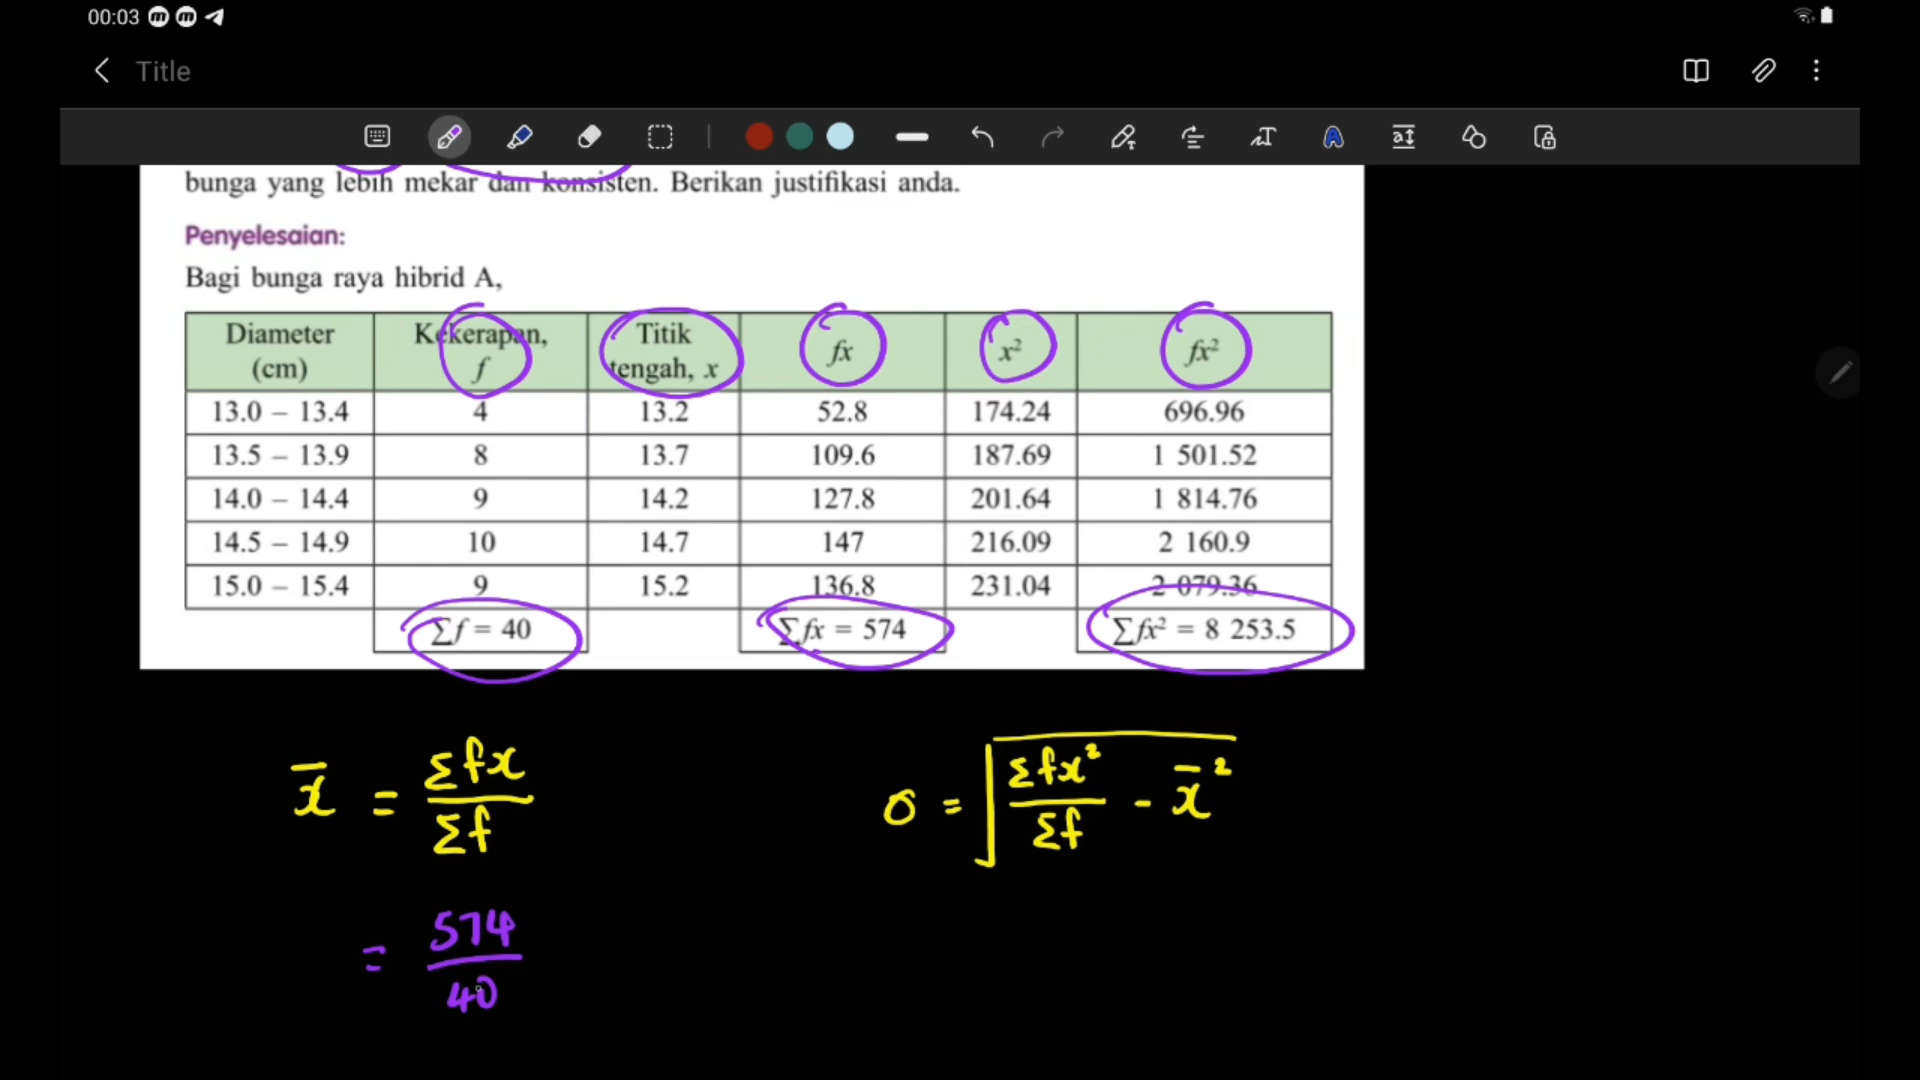 00:03
Title
bunga yang lebih mekar dan konsisten. Berikan justifikasi anda.
Penyelesaian:
Bagi bunga raya hibrid A,
Diameter (cm) Kekerapan, f Titik tengah, x fx x² fx²
13.0 – 13.4 4 13.2 52.8 174.24 696.96
13.5 – 13.9 8 13.7 109.6 187.69 1 501.52
14.0 – 14.4 9 14.2 127.8 201.64 1 814.76
14.5 – 14.9 10 14.7 147 216.09 2 160.9
15.0 – 15.4 9 15.2 136.8 231.04 2 079.36
∑f = 40 ∑fx = 574 ∑fx² = 8 253.5
x̄ = Σfx / Σf
σ = √(Σfx² / Σf - x̄²)
= 574 / 40